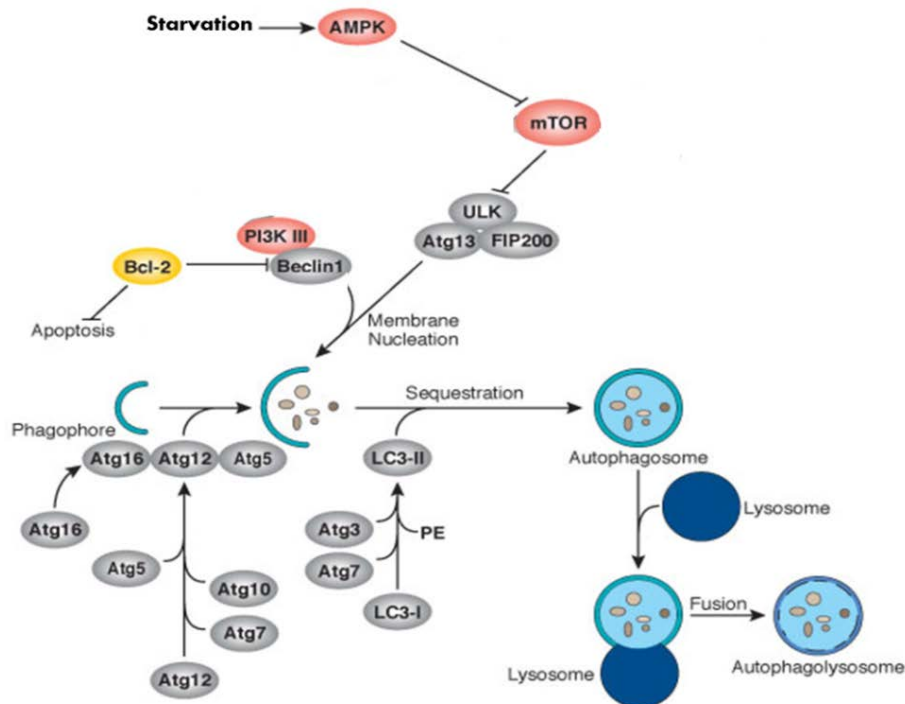 Starvation
AMPK
mTOR
ULK
Atg13
FIP200
PI3K III
Bcl-2
Beclin1
Apoptosis
Membrane
Nucleation
Phagophore
Sequestration
Atg16
Atg12
Atg5
LC3-II
Autophagosome
Atg16
Atg3
PE
Lysosome
Atg5
Atg7
Atg10
LC3-I
Fusion
Atg7
Lysosome
Autophagolysosome
Atg12